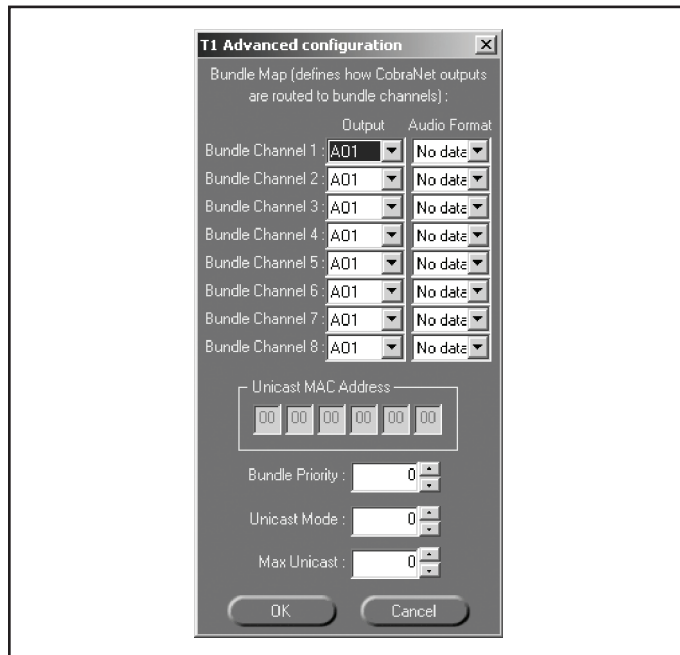 T1 Advanced configuration
Bundle Map (defines how CobraNet outputs
are routed to bundle channels) :
Output Audio Format
Bundle Channel 1 : A01 No data
Bundle Channel 2 : A01 No data
Bundle Channel 3 : A01 No data
Bundle Channel 4 : A01 No data
Bundle Channel 5 : A01 No data
Bundle Channel 6 : A01 No data
Bundle Channel 7 : A01 No data
Bundle Channel 8 : A01 No data
Unicast MAC Address
00 00 00 00 00 00
Bundle Priority : 0
Unicast Mode : 0
Max Unicast : 0
OK Cancel